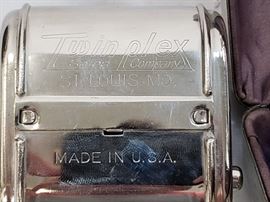 Twinplex
Sales Company
ST. LOUIS, MO.
MADE IN U.S.A.